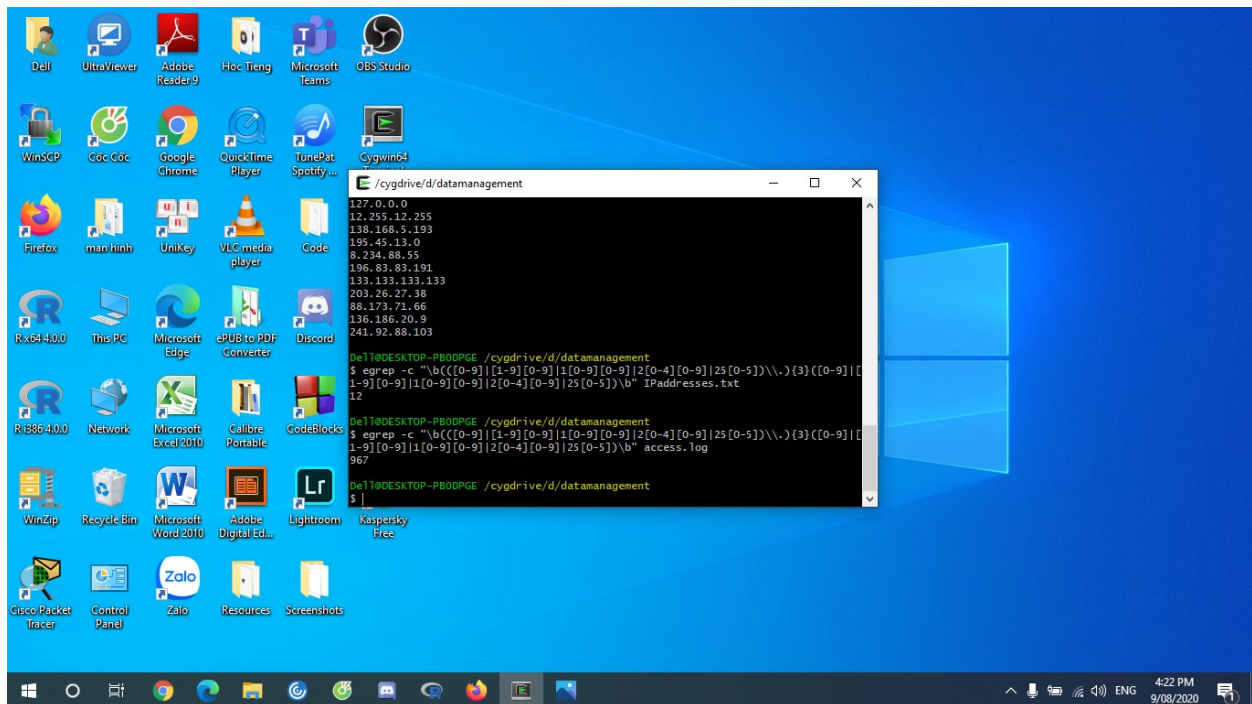 Dell
UltraViewer
Adobe Reader 9
Hoc Tieng
Microsoft Teams
OBS Studio
WinSCP
Cốc Cốc
Google Chrome
QuickTime Player
TunePat Spotify ...
Cygwin64
Firefox
man hinh
UniKey
VLC media player
Code
R x64 4.0.0
This PC
Microsoft Edge
ePUB to PDF Converter
Discord
R i386 4.0.0
Network
Microsoft Excel 2010
Calibre Portable
CodeBlocks
WinZip
Recycle Bin
Microsoft Word 2010
Adobe Digital Ed...
Lightroom
Kaspersky Free
Cisco Packet Tracer
Control Panel
Zalo
Zalo
Resources
Screenshots
/cygdrive/d/datamanagement
127.0.0.0
12.255.12.255
138.168.5.193
195.45.13.0
8.234.88.55
196.83.83.191
133.133.133.133
203.26.27.38
88.173.71.66
136.186.20.9
241.92.88.103
Dell@DESKTOP-PBODPGE /cygdrive/d/datamanagement
$ egrep -c "\b(([0-9]|[1-9][0-9]|1[0-9][0-9]|2[0-4][0-9]|25[0-5])\\.){3}([0-9]|[
1-9][0-9]|1[0-9][0-9]|2[0-4][0-9]|25[0-5])\b" IPaddresses.txt
12
Dell@DESKTOP-PBODPGE /cygdrive/d/datamanagement
$ egrep -c "\b(([0-9]|[1-9][0-9]|1[0-9][0-9]|2[0-4][0-9]|25[0-5])\\.){3}([0-9]|[
1-9][0-9]|1[0-9][0-9]|2[0-4][0-9]|25[0-5])\b" access.log
967
Dell@DESKTOP-PBODPGE /cygdrive/d/datamanagement
$
ENG
4:22 PM
9/08/2020